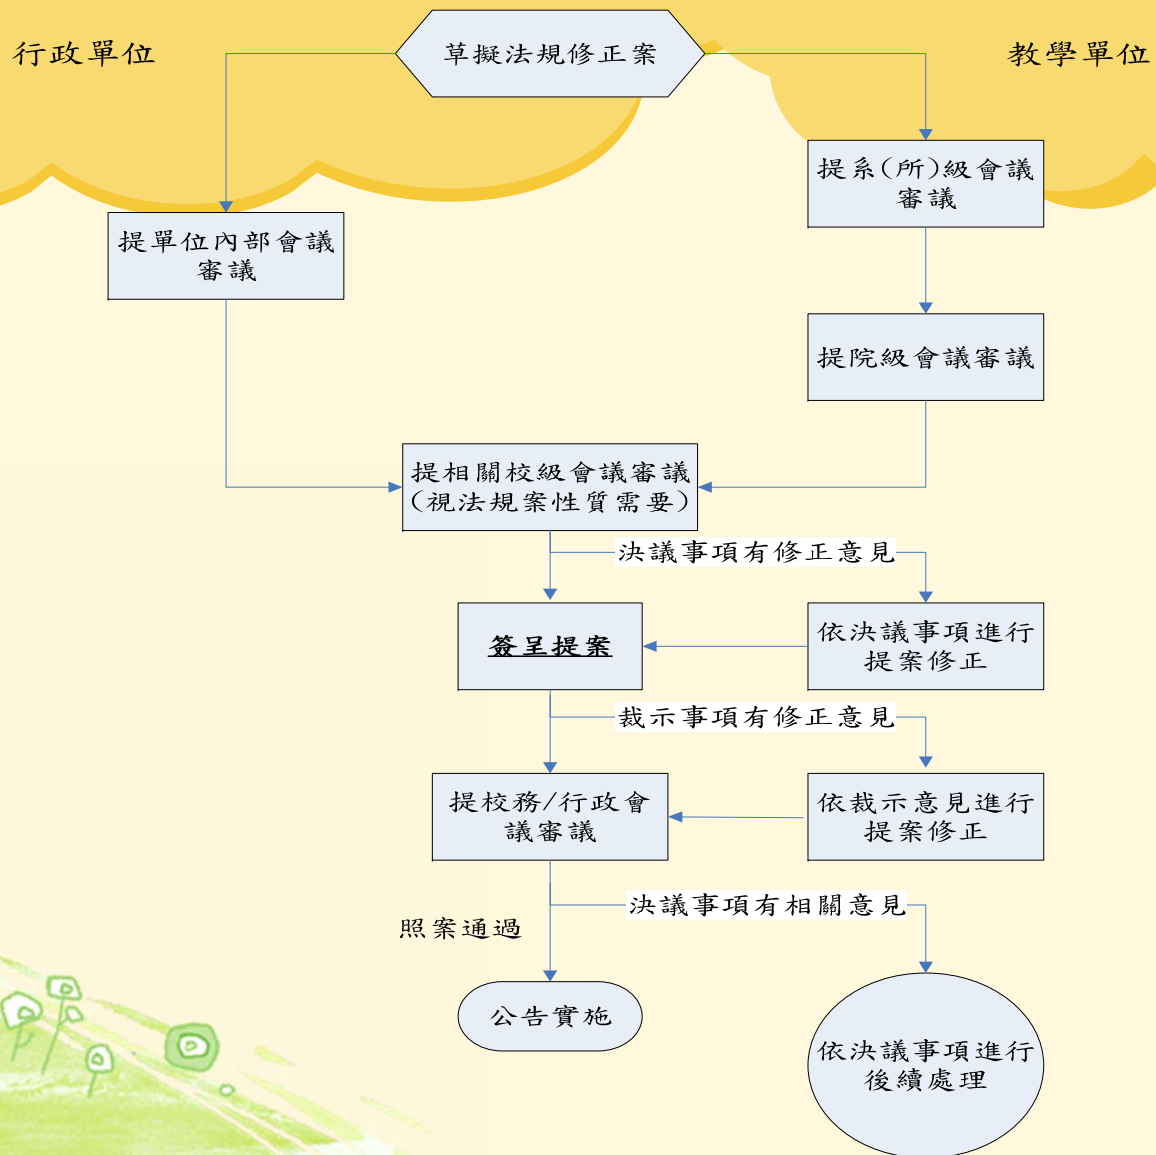 行政單位
草擬法規修正案
教學單位
提系(所)級會議
審議
提單位內部會議
審議
提院級會議審議
提相關校級會議審議
(視法規案性質需要)
決議事項有修正意見
簽呈提案
依決議事項進行
提案修正
裁示事項有修正意見
提校務/行政會
議審議
依裁示意見進行
提案修正
決議事項有相關意見
照案通過
公告實施
依決議事項進行
後續處理